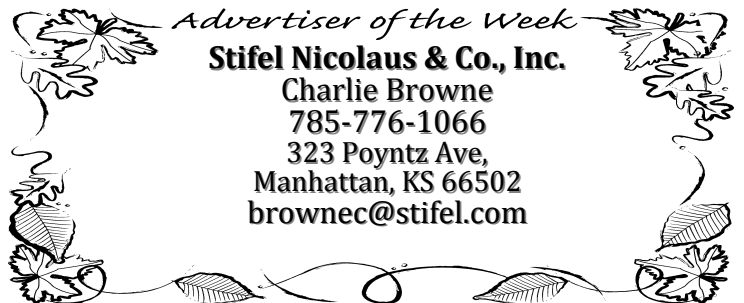 Advertiser of the Week
Stifel Nicolaus & Co., Inc.
Charlie Browne
785-776-1066
323 Poyntz Ave,
Manhattan, KS 66502
brownec@stifel.com